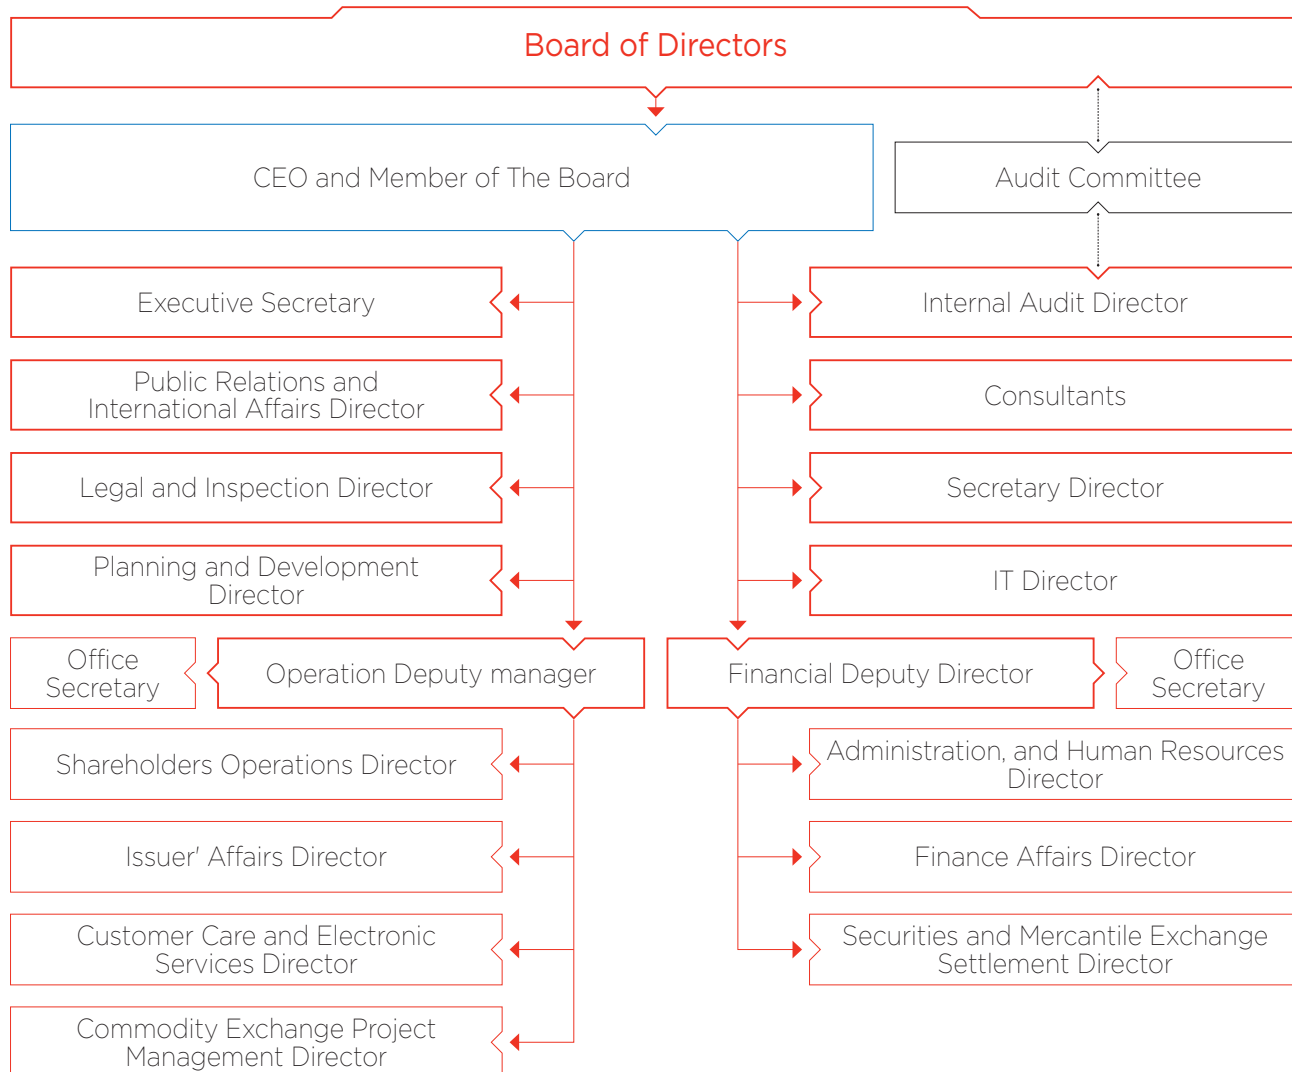 Board of Directors
CEO and Member of The Board
Audit Committee
Executive Secretary
Internal Audit Director
Public Relations and
International Affairs Director
Consultants
Legal and Inspection Director
Secretary Director
Planning and Development
Director
IT Director
Office
Secretary
Operation Deputy manager
Financial Deputy Director
Office
Secretary
Shareholders Operations Director
Administration, and Human Resources
Director
Issuer' Affairs Director
Finance Affairs Director
Customer Care and Electronic
Services Director
Securities and Mercantile Exchange
Settlement Director
Commodity Exchange Project
Management Director